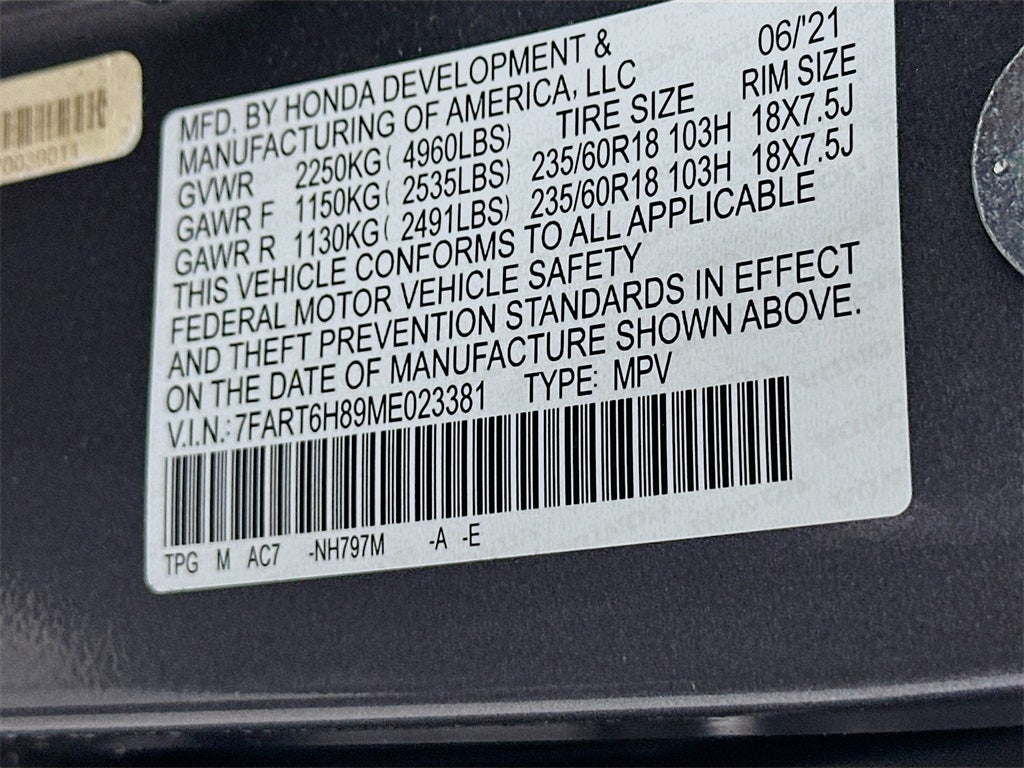 MFD. BY HONDA DEVELOPMENT & 06/'21
MANUFACTURING OF AMERICA, LLC
TIRE SIZE RIM SIZE
GVWR 2250KG( 4960LBS)
GAWR F 1150KG( 2535LBS) 235/60R18 103H 18X7.5J
GAWR R 1130KG( 2491LBS) 235/60R18 103H 18X7.5J
THIS VEHICLE CONFORMS TO ALL APPLICABLE
FEDERAL MOTOR VEHICLE SAFETY
AND THEFT PREVENTION STANDARDS IN EFFECT
ON THE DATE OF MANUFACTURE SHOWN ABOVE.
V.I.N.: 7FART6H89ME023381 TYPE: MPV
TPG M AC7 -NH797M -A -E